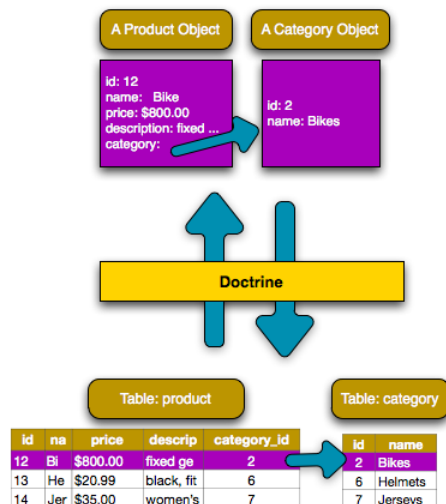 A Product Object
A Category Object
id: 12
name: Bike
price: $800.00
description: fixed ...
category:
id: 2
name: Bikes
Doctrine
Table: product
Table: category
id na price descrip category_id
12 Bi $800.00 fixed ge 2
13 He $20.99 black, fit 6
14 Jer $35.00 women's 7
id name
2 Bikes
6 Helmets
7 Jerseys